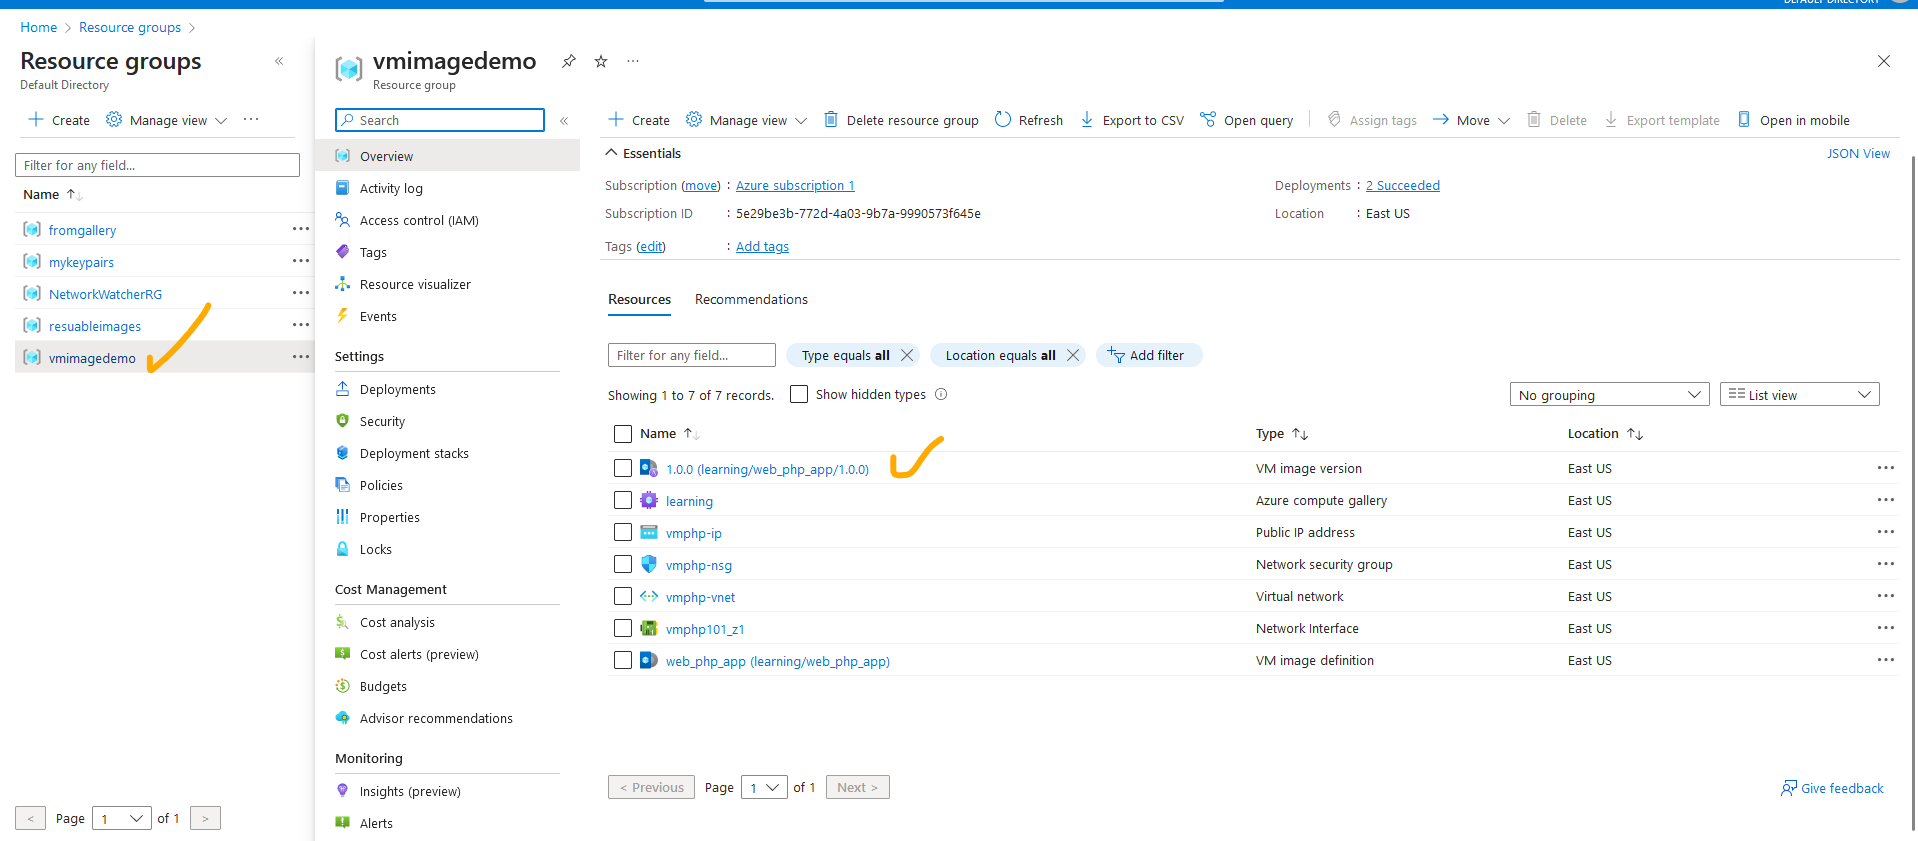 DEFAULT DIRECTORY
Home > Resource groups >
Resource groups
Default Directory
Create
Manage view
Filter for any field...
Name
fromgallery
mykeypairs
NetworkWatcherRG
resuableimages
vmimagedemo
< Page 1 of 1 >
vmimagedemo
Resource group
Search
Overview
Activity log
Access control (IAM)
Tags
Resource visualizer
Events
Settings
Deployments
Security
Deployment stacks
Policies
Properties
Locks
Cost Management
Cost analysis
Cost alerts (preview)
Budgets
Advisor recommendations
Monitoring
Insights (preview)
Alerts
Create Manage view Delete resource group Refresh Export to CSV Open query Assign tags Move Delete Export template Open in mobile
Essentials
JSON View
Subscription (move) : Azure subscription 1
Subscription ID : 5e29be3b-772d-4a03-9b7a-9990573f645e
Tags (edit) : Add tags
Deployments : 2 Succeeded
Location : East US
Resources Recommendations
Filter for any field... Type equals all Location equals all Add filter
Showing 1 to 7 of 7 records. Show hidden types
No grouping List view
Name Type Location
1.0.0 (learning/web_php_app/1.0.0) VM image version East US
learning Azure compute gallery East US
vmphp-ip Public IP address East US
vmphp-nsg Network security group East US
vmphp-vnet Virtual network East US
vmphp101_z1 Network Interface East US
web_php_app (learning/web_php_app) VM image definition East US
< Previous Page 1 of 1 Next >
Give feedback